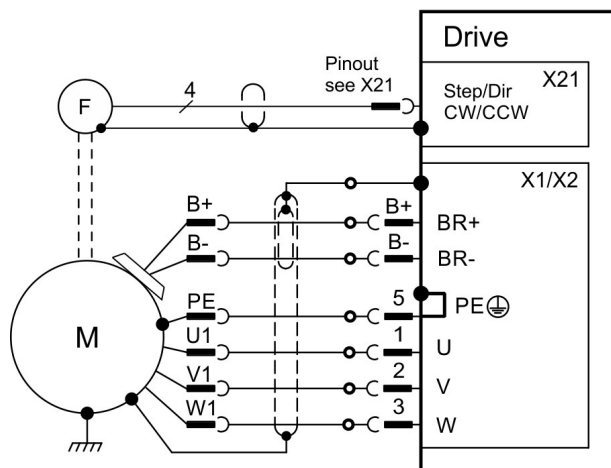 Drive
Pinout
see X21
X21
Step/Dir
CW/CCW
4
F
X1/X2
B+
B+
BR+
B-
B-
BR-
PE
5
PE
M
U1
1
U
V1
2
V
W1
3
W